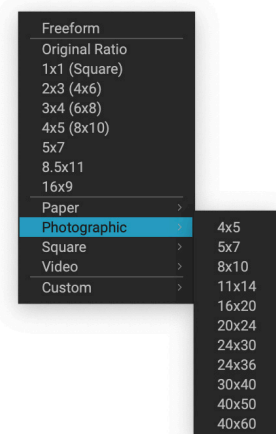 Freeform
Original Ratio
1x1 (Square)
2x3 (4x6)
3x4 (6x8)
4x5 (8x10)
5x7
8.5x11
16x9
Paper
Photographic
Square
Video
Custom
4x5
5x7
8x10
11x14
16x20
20x24
24x30
24x36
30x40
40x50
40x60